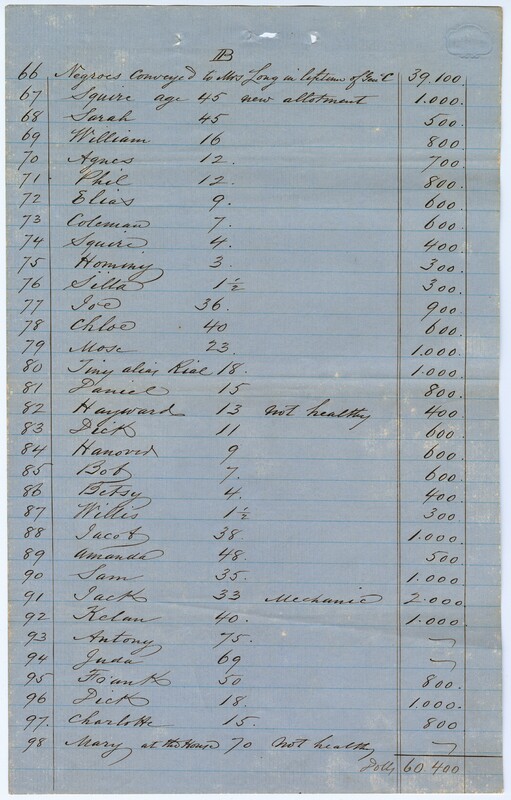 B
66 Negroes conveyed to Mrs Long in lifetime of 39.100.
67 Squire age 45 new allotment 1.000.
68 Sarah 45 500.
69 William 16 800.
70 Agnes 12. 700.
71. Phil 12. 800.
72 Elias 9. 600.
73 Coleman 7. 600.
74 Squire 4. 400.
75 Hominy 3. 300.
76 Silla 1 1/2 300.
77 Joe 36. 900.
78 Chloe 40 600.
79 Mose 23. 1.000.
80 Tiny alias Rial 18. 1.000.
81 Daniel 15 800.
82 Hayward 13 not healthy 400.
83 Dick 11 600.
84 Hanover 9 600.
85 Bob 7. 600.
86 Betsy 4. 400
87 Willis 1 1/2 300
88 Jacob 38. 1.000.
89 Amanda 48. 500
90 Sam 35. 1.000.
91 Jack 33 Mechanic 2.000.
92 Kelan 40. 1.000
93 Antony 75.
94 Juda 69
95 Frank 50 800.
96 Dick 18. 1.000.
97. Charlotte 15. 800
98 Mary at the House 70 not healthy
Dolls 60.400